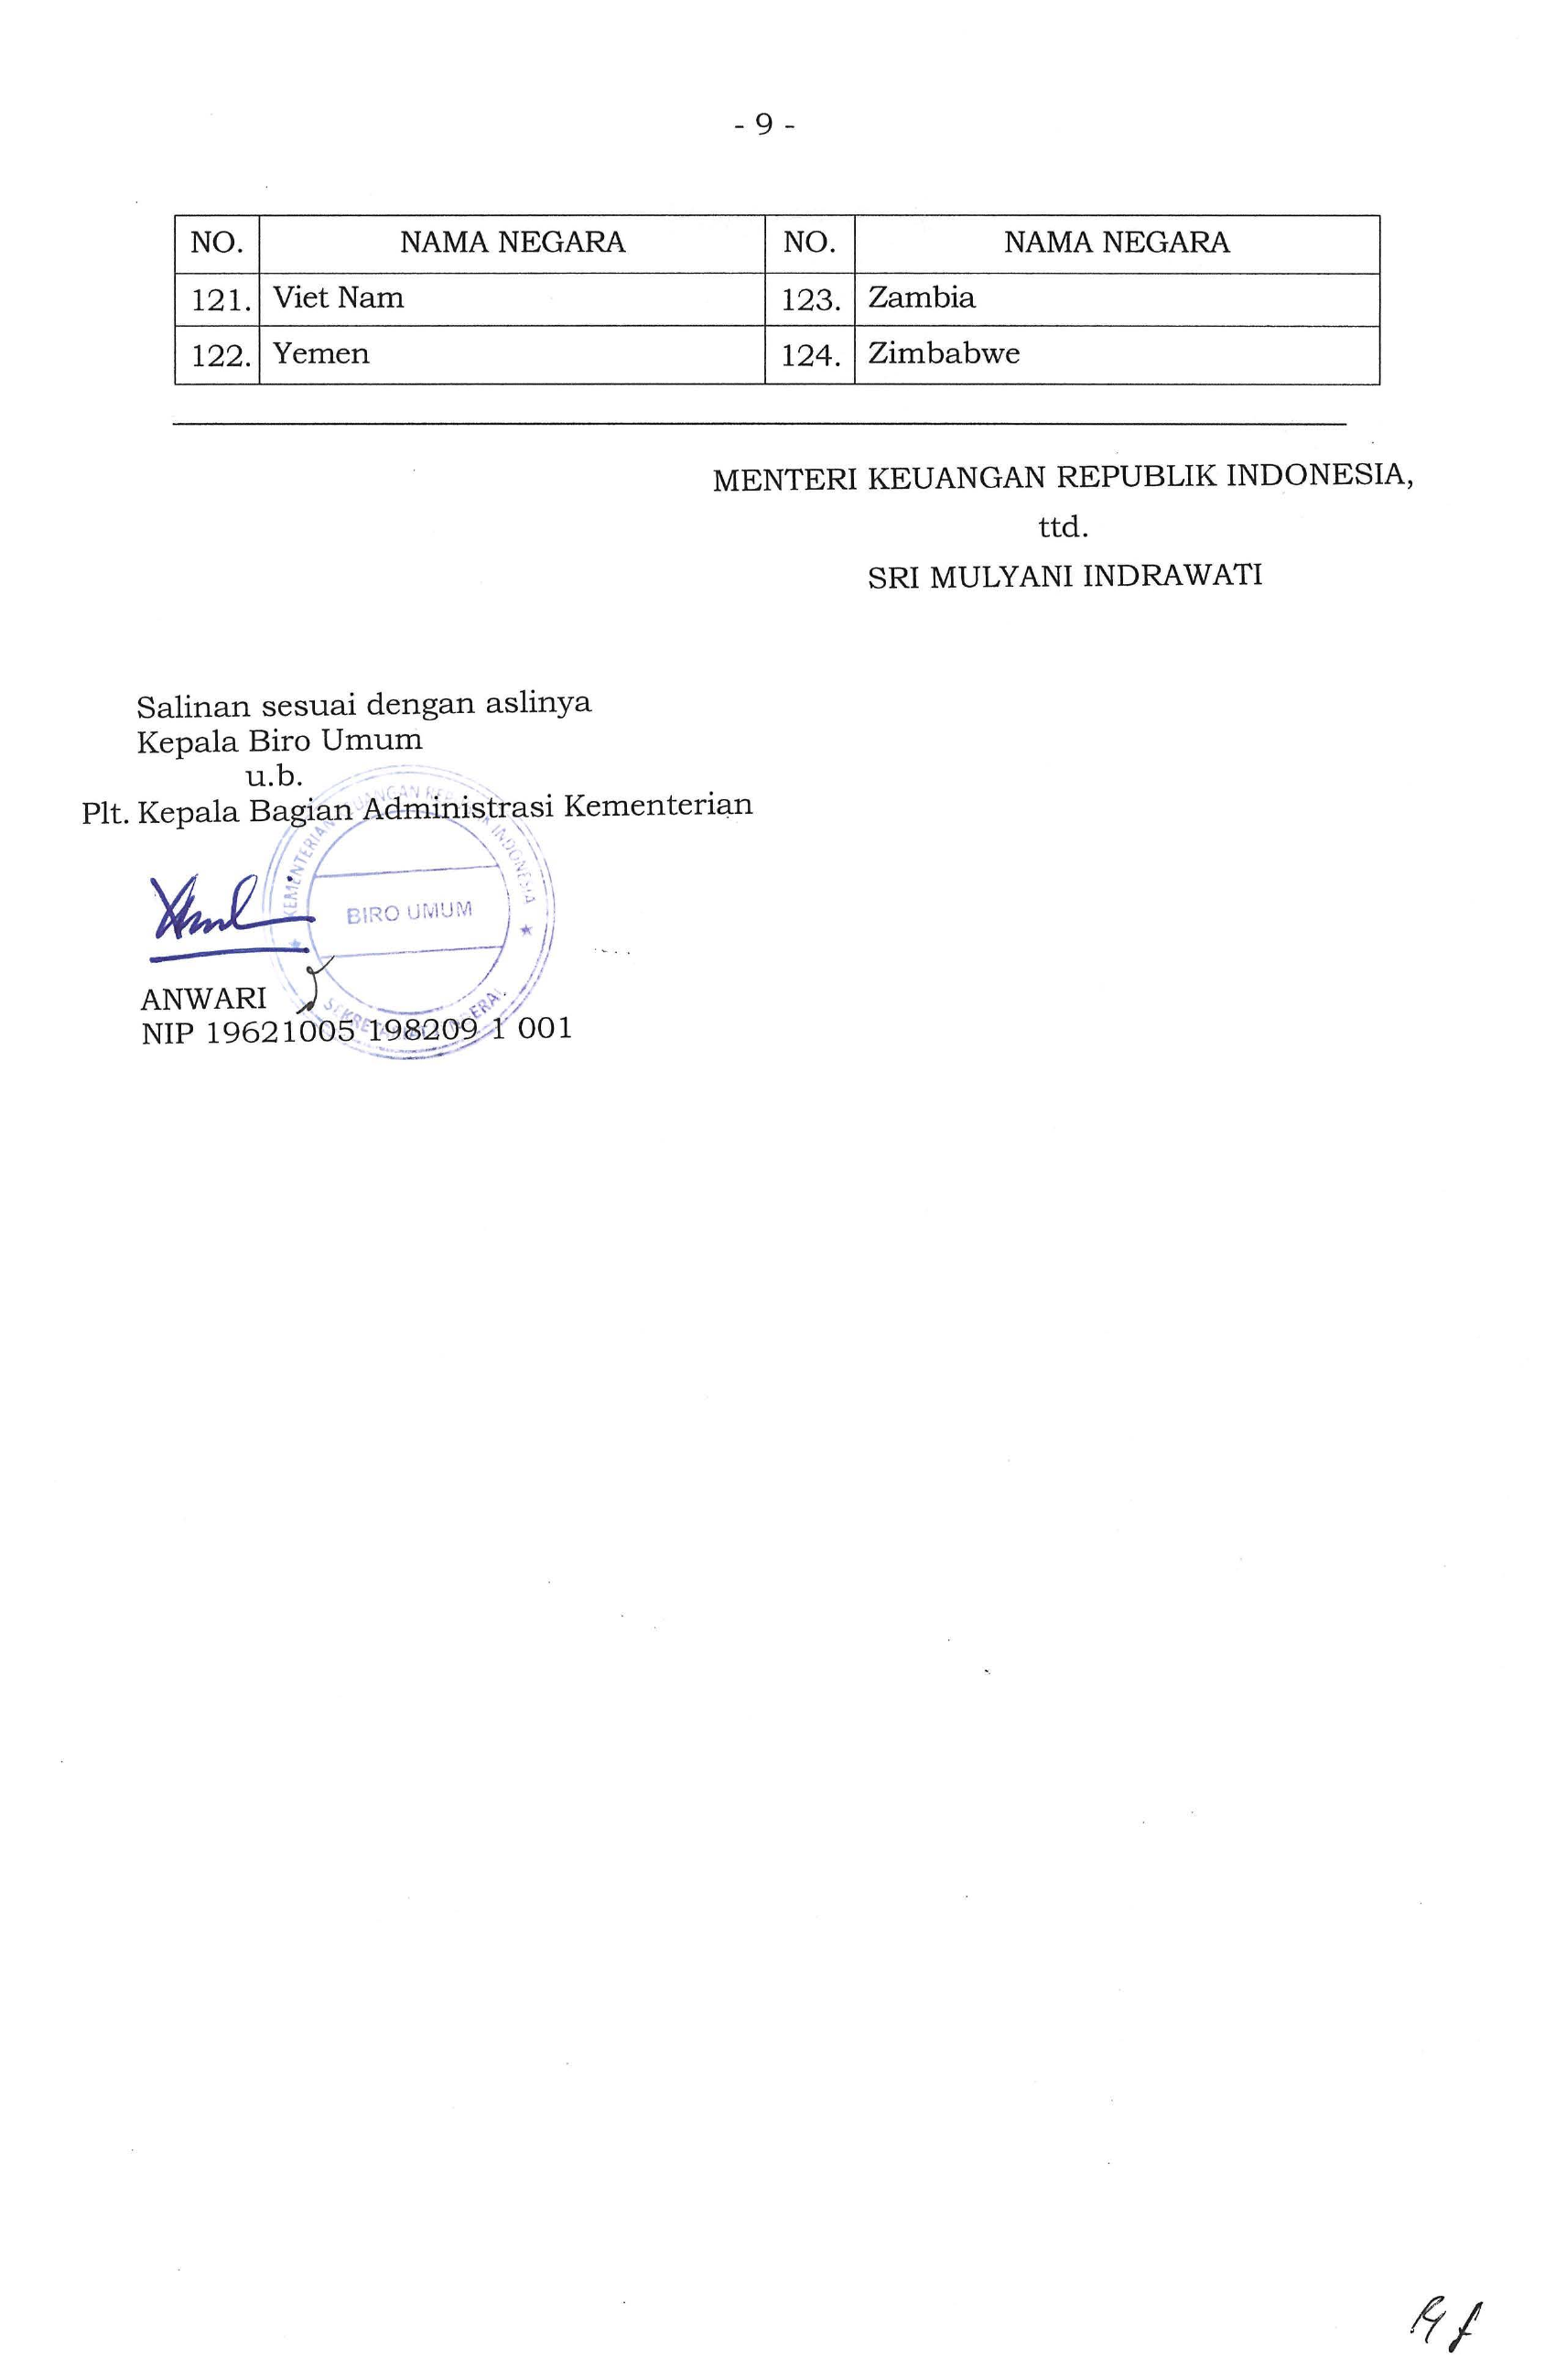 - 9 -
NO. NAMA NEGARA NO. NAMA NEGARA
121. Viet Nam 123. Zambia
122. Yemen 124. Zimbabwe
MENTERI KEUANGAN REPUBLIK INDONESIA,
ttd.
SRI MULYANI INDRAWATI
Salinan sesuai dengan aslinya
Kepala Biro Umum
u.b.
Plt. Kepala Bagian Administrasi Kementerian
KEMENTERIAN KEUANGAN REPUBLIK INDONESIA
BIRO UMUM
SEKRETARIAT JENDERAL
ANWARI
NIP 19621005 198209 1 001